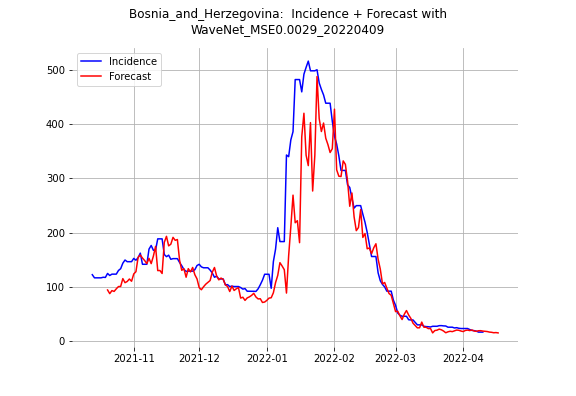 Bosnia_and_Herzegovina:  Incidence + Forecast with
WaveNet_MSE0.0029_20220409
Incidence
Forecast
500
400
300
200
100
0
2021-11 2021-12 2022-01 2022-02 2022-03 2022-04